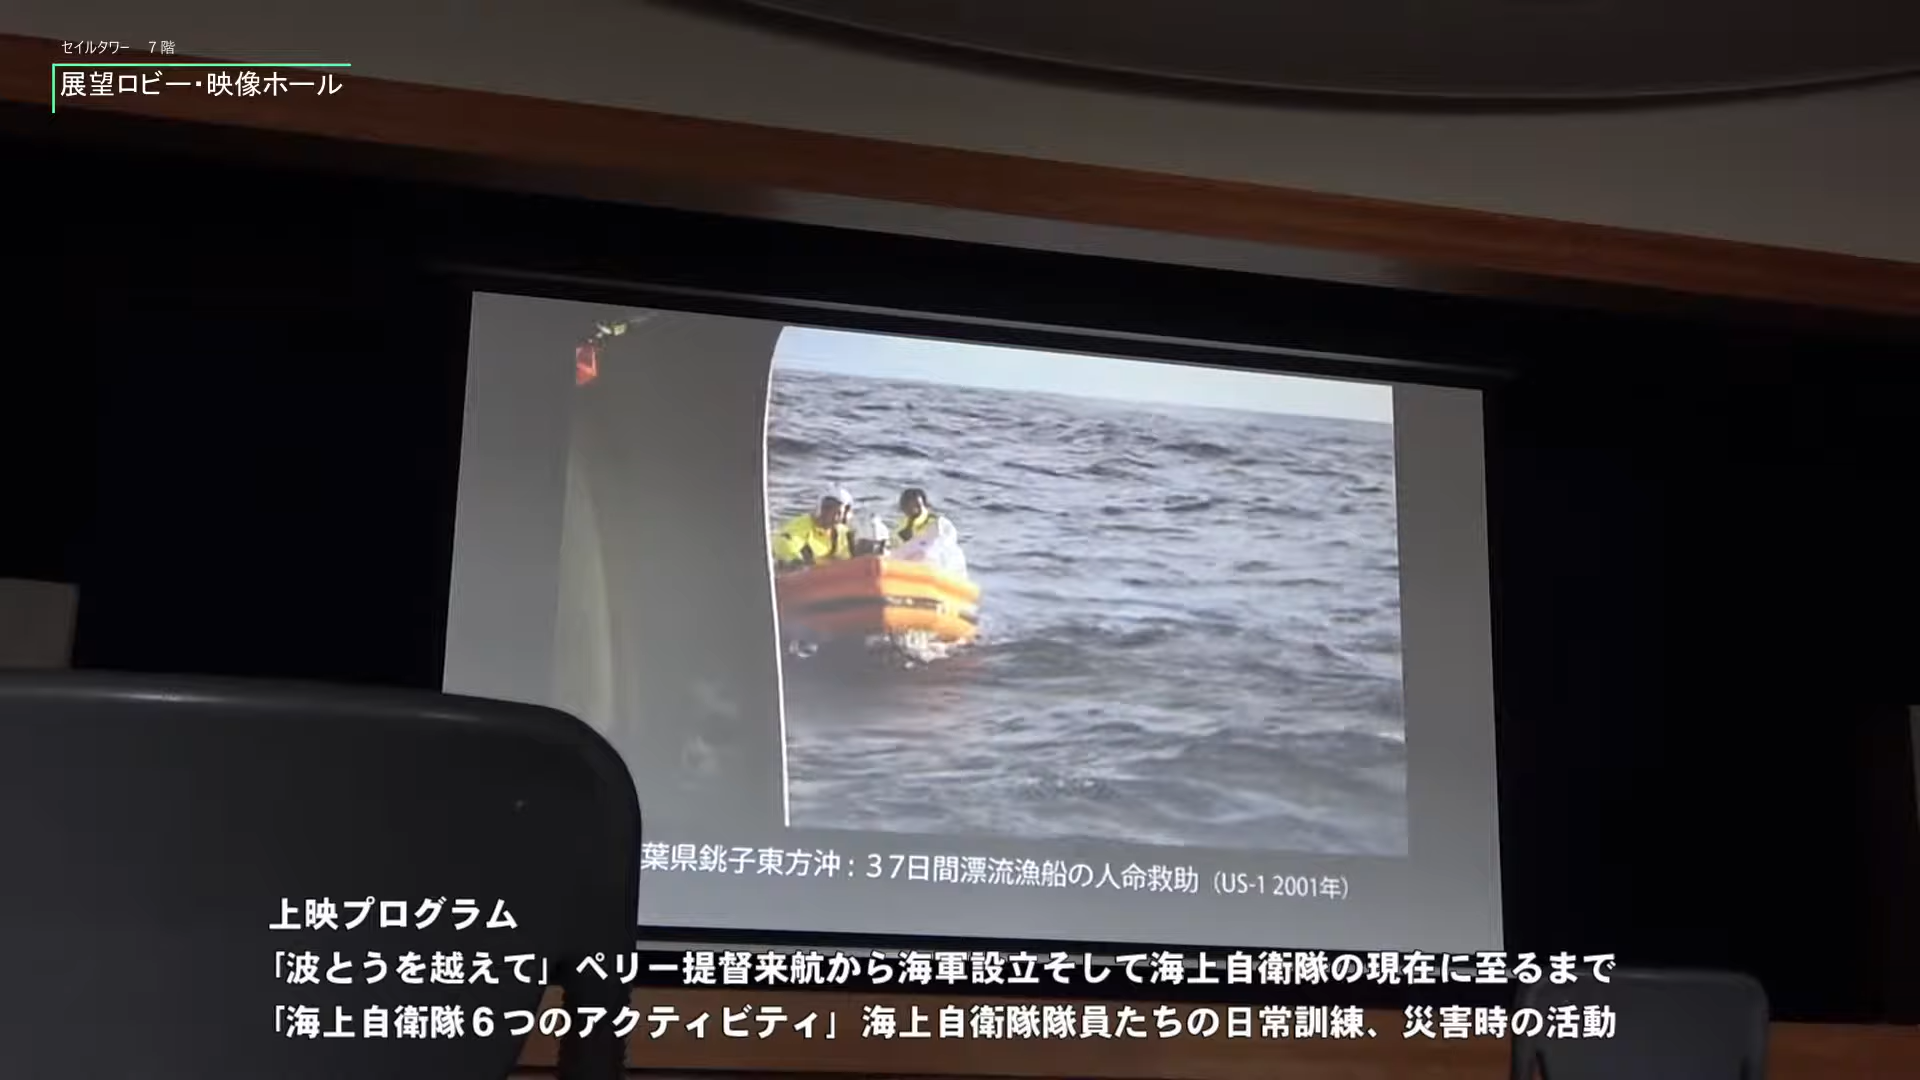 セイルタワー　７階
展望ロビー・映像ホール
葉県銚子東方沖：３７日間漂流漁船の人命救助（US-1 2001年）
上映プログラム
「波とうを越えて」ペリー提督来航から海軍設立そして海上自衛隊の現在に至るまで
「海上自衛隊６つのアクティビティ」海上自衛隊隊員たちの日常訓練、災害時の活動